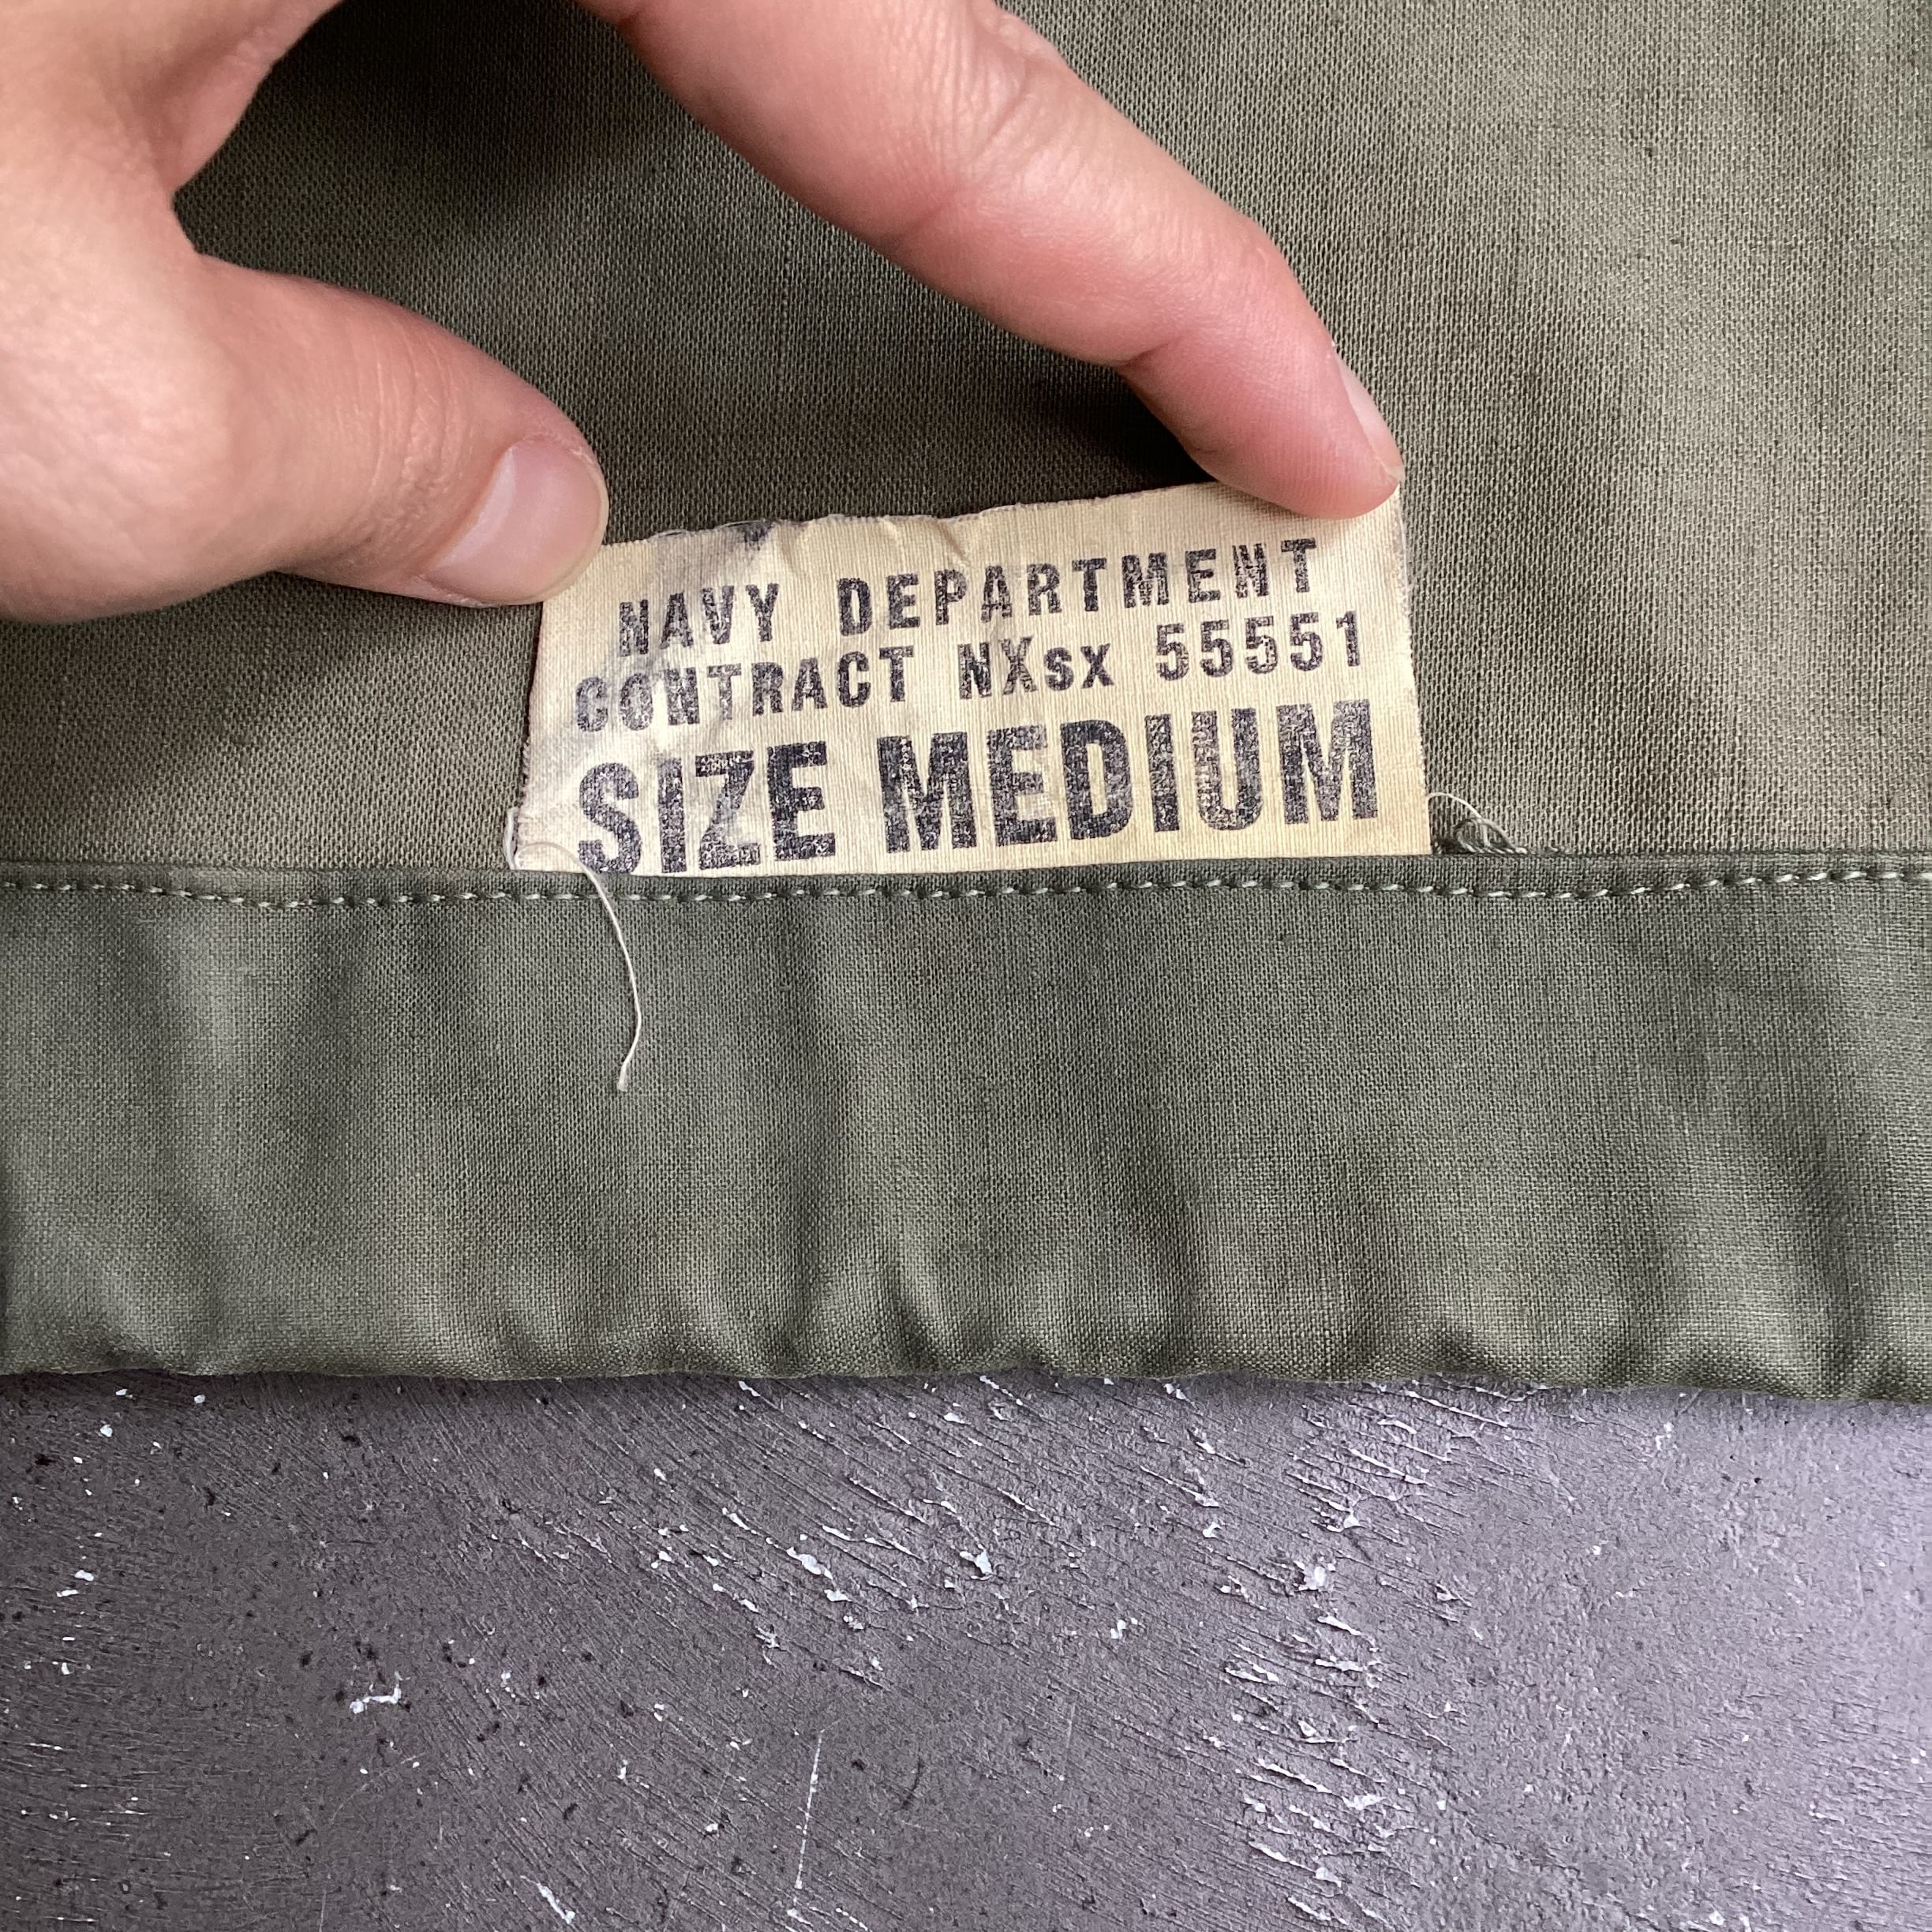 NAVY DEPARTMENT
CONTRACT NXsx 55551
SIZE MEDIUM